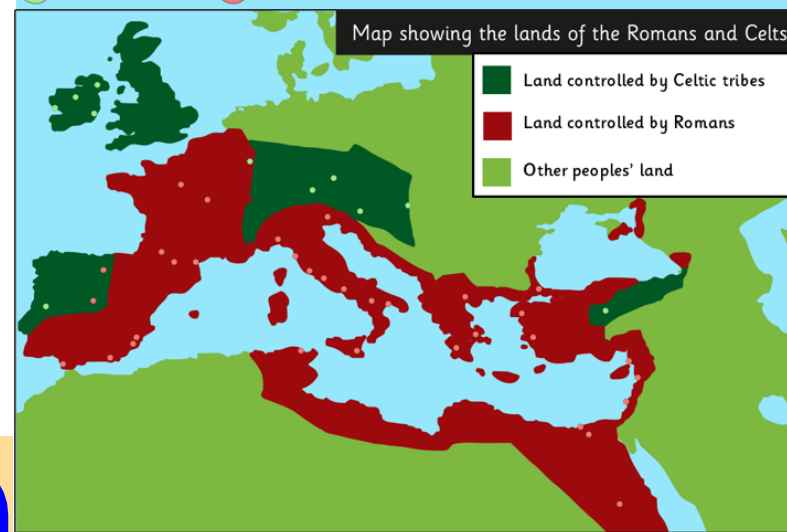 Map showing the lands of the Romans and Celts
Land controlled by Celtic tribes
Land controlled by Romans
Other peoples' land